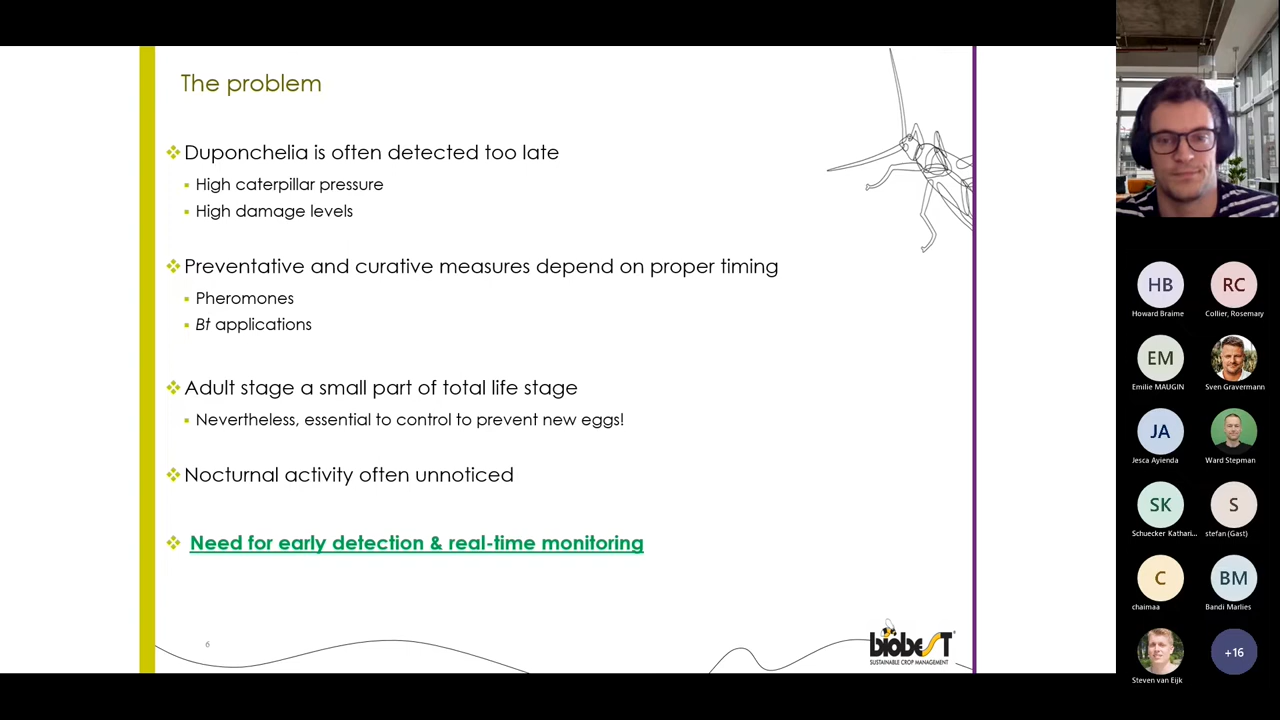 The problem
Duponchelia is often detected too late
High caterpillar pressure
High damage levels
Preventative and curative measures depend on proper timing
Pheromones
Bt applications
Adult stage a small part of total life stage
Nevertheless, essential to control to prevent new eggs!
Nocturnal activity often unnoticed
Need for early detection & real-time monitoring
6
biobest®
SUSTAINABLE CROP MANAGEMENT
HB
RC
Howard Braime
Collier, Rosemary
EM
Emilie MAUGIN
Sven Gravermann
JA
Jesca Ayienda
Ward Stepman
SK
S
Schuecker Kathari...
stefan (Gast)
C
BM
chaimaa
Bandi Marlies
+16
Steven van Eijk